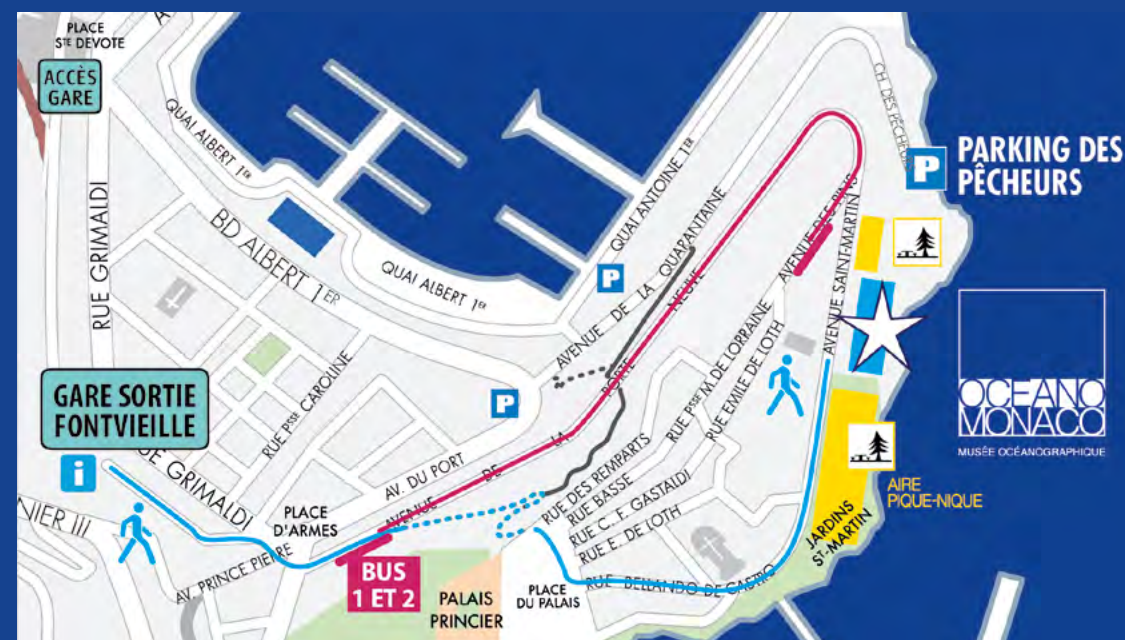 PLACE
STE DEVOTE
ACCÈS
GARE
QUAI ALBERT 1ER
BD ALBERT 1ER
QUAI ALBERT 1ER
QUAI ANTOINE 1ER
AVENUE DE LA QUARANTAINE
CH. DES PÊCHEURS
P
PARKING DES
PÊCHEURS
P
P
RUE GRIMALDI
GARE SORTIE
FONTVIEILLE
i
RUE GRIMALDI
RUE PSSE CAROLINE
AV. DU PORT
AVENUE DE LA PORTE NEUVE
PLACE
D'ARMES
AV. PRINCE PIERRE
NIER III
BUS
1 ET 2
PALAIS
PRINCIER
PLACE
DU PALAIS
RUE DES REMPARTS
RUE BASSE
RUE C. F. GASTALDI
RUE E. DE LOTH
RUE PSSE M. DE LORRAINE
RUE EMILE DE LOTH
AVENUE DES PINS
AVENUE SAINT-MARTIN
RUE BELLANDO DE CASTRO
JARDINS
ST-MARTIN
AIRE
PIQUE-NIQUE
OCEANO
MONACO
MUSÉE OCÉANOGRAPHIQUE